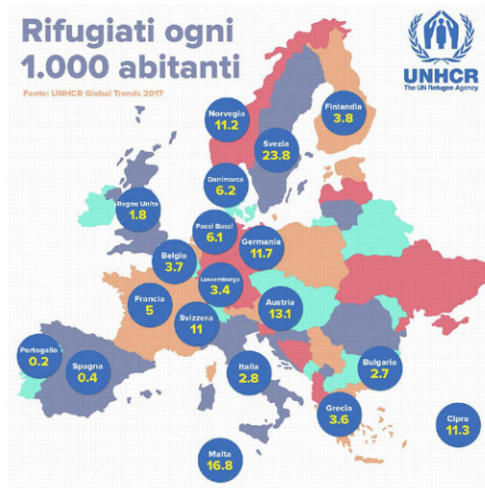 Rifugiati ogni
1.000 abitanti
Fonte: UNHCR Global Trends 2017
UNHCR
The UN Refugee Agency
Norvegia
11.2
Finlandia
3.8
Svezia
23.8
Danimarca
6.2
Regno Unito
1.8
Paesi Bassi
6.1
Germania
11.7
Belgio
3.7
Lussemburgo
3.4
Francia
5
Svizzera
11
Austria
13.1
Portogallo
0.2
Spagna
0.4
Italia
2.8
Bulgaria
2.7
Grecia
3.6
Cipro
11.3
Malta
16.8